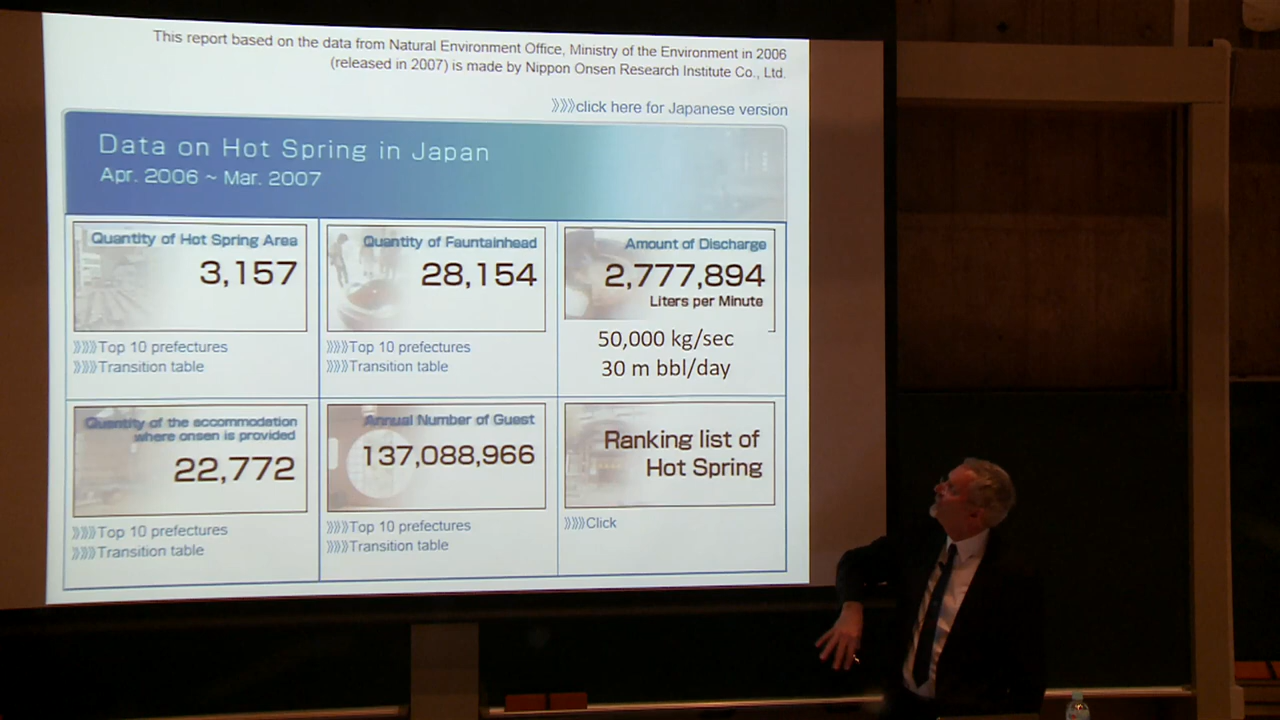 This report based on the data from Natural Environment Office, Ministry of the Environment in 2006
(released in 2007) is made by Nippon Onsen Research Institute Co., Ltd.
》》》click here for Japanese version
Data on Hot Spring in Japan
Apr. 2006 ~ Mar. 2007
Quantity of Hot Spring Area
3,157
》》》Top 10 prefectures
》》》Transition table
Quantity of Fauntainhead
28,154
》》》Top 10 prefectures
》》》Transition table
Amount of Discharge
2,777,894
Liters per Minute
50,000 kg/sec
30 m bbl/day
Quantity of the accommodation
where onsen is provided
22,772
》》》Top 10 prefectures
》》》Transition table
Annual Number of Guest
137,088,966
》》》Top 10 prefectures
》》》Transition table
Ranking list of
Hot Spring
》》》Click